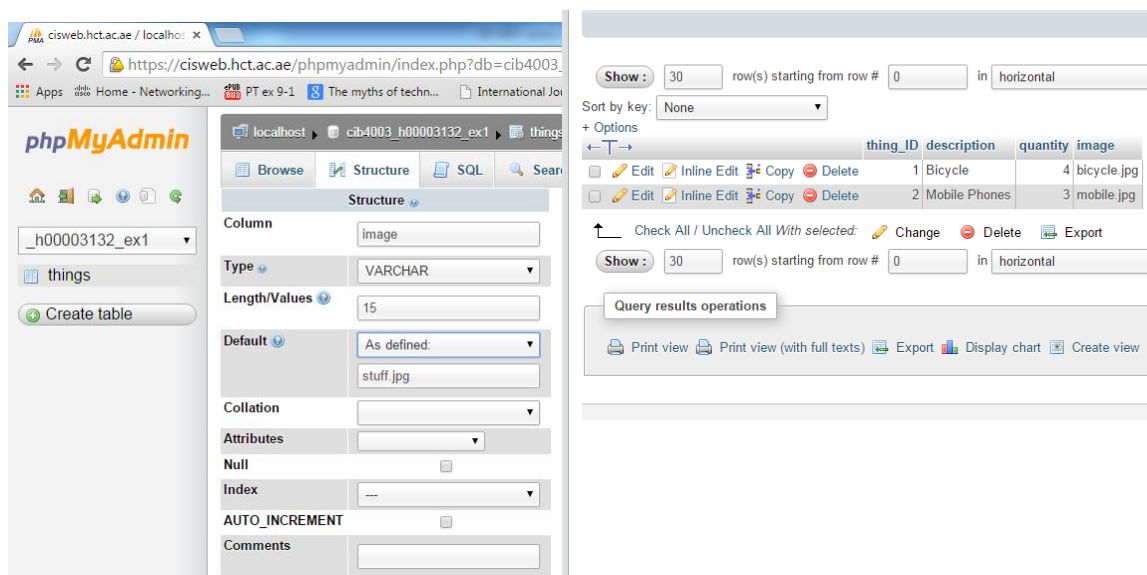 cisweb.hct.ac.ae / localhos
https://cisweb.hct.ac.ae/phpmyadmin/index.php?db=cib4003_
Apps Home - Networking... PT ex 9-1 The myths of techn... International Jou
phpMyAdmin
_h00003132_ex1
things
Create table
localhost cib4003_h00003132_ex1 things
Browse Structure SQL Sear
Structure
Column image
Type VARCHAR
Length/Values 15
Default As defined:
stuff.jpg
Collation
Attributes
Null
Index ---
AUTO_INCREMENT
Comments
Show : 30 row(s) starting from row # 0 in horizontal
Sort by key: None
+ Options
←T→ thing_ID description quantity image
Edit Inline Edit Copy Delete 1 Bicycle 4 bicycle.jpg
Edit Inline Edit Copy Delete 2 Mobile Phones 3 mobile.jpg
Check All / Uncheck All With selected: Change Delete Export
Show : 30 row(s) starting from row # 0 in horizontal
Query results operations
Print view Print view (with full texts) Export Display chart Create view